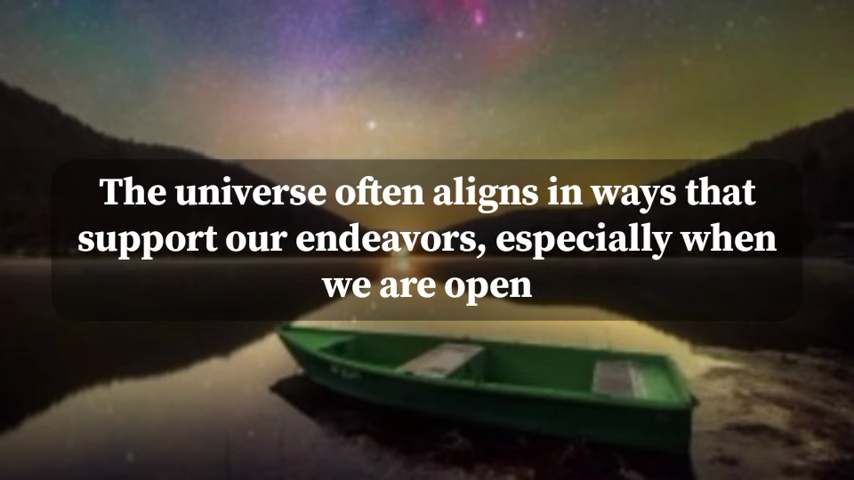 The universe often aligns in ways that
support our endeavors, especially when
we are open